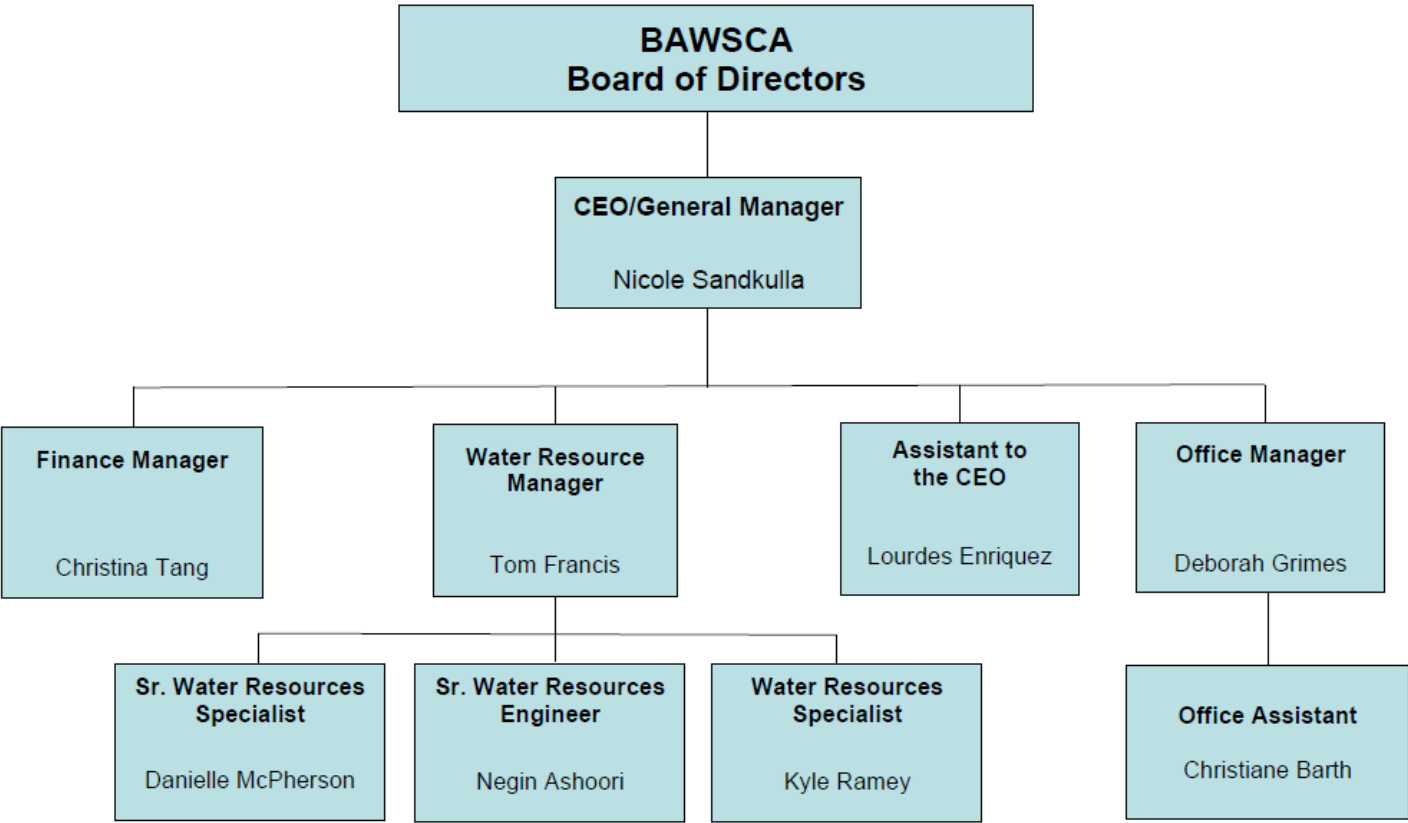 BAWSCA
Board of Directors
CEO/General Manager
Nicole Sandkulla
Finance Manager
Christina Tang
Water Resource
Manager
Tom Francis
Assistant to
the CEO
Lourdes Enriquez
Office Manager
Deborah Grimes
Sr. Water Resources
Specialist
Danielle McPherson
Sr. Water Resources
Engineer
Negin Ashoori
Water Resources
Specialist
Kyle Ramey
Office Assistant
Christiane Barth